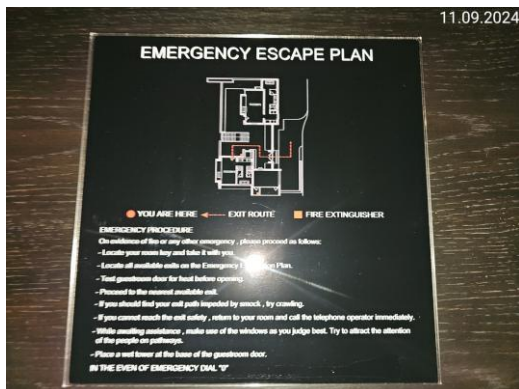 11.09.2024
EMERGENCY ESCAPE PLAN
YOU ARE HERE EXIT ROUTE FIRE EXTINGUISHER
EMERGENCY PROCEDURE
On evidence of fire or any other emergency , please proceed as follows:
- Locate your room key and take it with you.
- Locate all available exits on the Emergency Plan.
- Test guestroom door for heat before opening.
- Proceed to the nearest available exit.
- If you should find your exit path impeded by smock , try crawling.
- If you cannot reach the exit safety , return to your room and call the telephone operator immediately.
- While awaiting assistance , make use of the windows as you judge best. Try to attract the attention
of the people on pathways.
- Place a wet tower at the base of the guestroom door.
IN THE EVEN OF EMERGENCY DIAL "0"